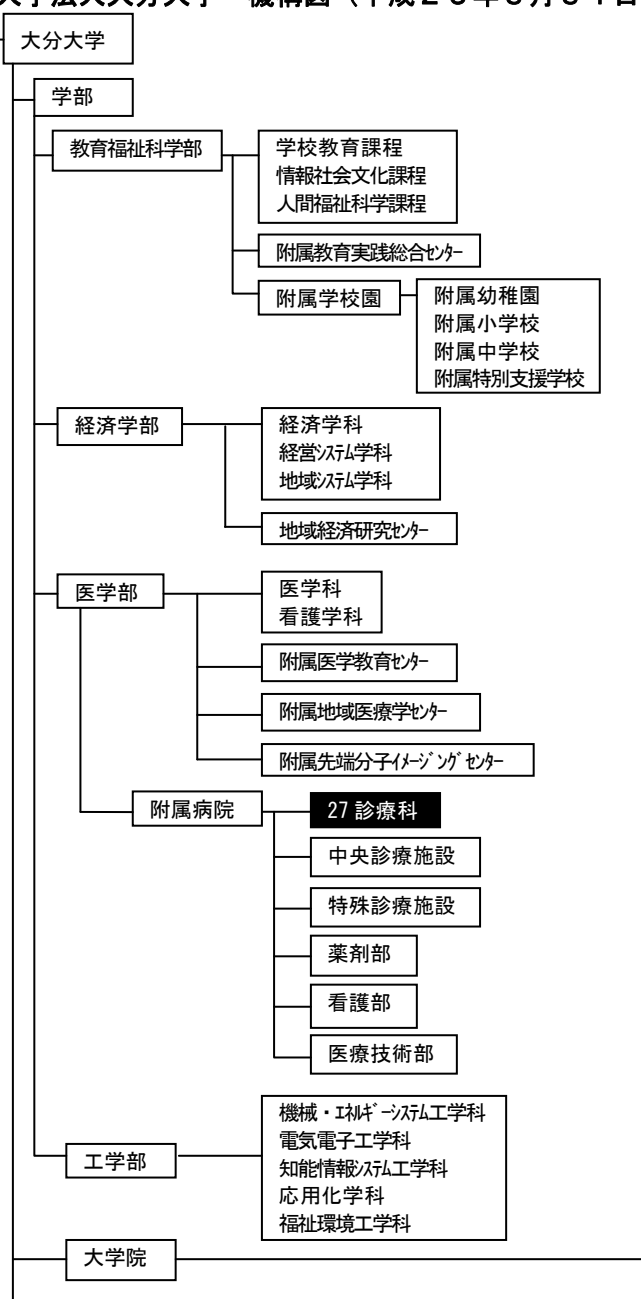 大学法人大分大学 機構図（平成
大分大学
学部
教育福祉科学部
学校教育課程
情報社会文化課程
人間福祉科学課程
附属教育実践総合ｾﾝﾀｰ
附属学校園
附属幼稚園
附属小学校
附属中学校
附属特別支援学校
経済学部
経済学科
経営ｼｽﾃﾑ学科
地域ｼｽﾃﾑ学科
地域経済研究ｾﾝﾀｰ
医学部
医学科
看護学科
附属医学教育ｾﾝﾀｰ
附属地域医療学ｾﾝﾀｰ
附属先端分子ｲﾒｰｼﾞﾝｸﾞｾﾝﾀｰ
附属病院
27 診療科
中央診療施設
特殊診療施設
薬剤部
看護部
医療技術部
工学部
機械・ｴﾈﾙｷﾞｰｼｽﾃﾑ工学科
電気電子工学科
知能情報ｼｽﾃﾑ工学科
応用化学科
福祉環境工学科
大学院